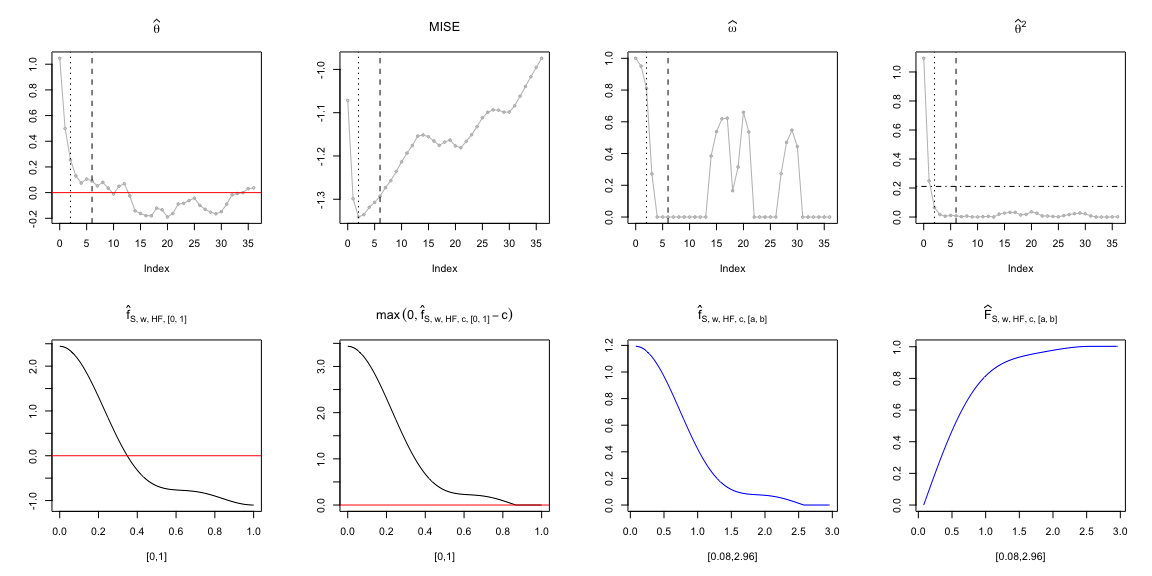 θ̂
MISE
ω̂
θ̂²
-0.2 0.0 0.2 0.4 0.6 0.8 1.0
0 5 10 15 20 25 30 35
Index
-1.3 -1.2 -1.1 -1.0
0 5 10 15 20 25 30 35
Index
0.0 0.2 0.4 0.6 0.8 1.0
0 5 10 15 20 25 30 35
Index
0.0 0.2 0.4 0.6 0.8 1.0
0 5 10 15 20 25 30 35
Index
f̂S, w, HF, [0, 1]
max(0, f̂S, w, HF, c, [0, 1] − c)
f̂S, w, HF, c, [a, b]
F̂S, w, HF, c, [a, b]
-1.0 0.0 1.0 2.0
0.0 0.2 0.4 0.6 0.8 1.0
[0,1]
0.0 1.0 2.0 3.0
0.0 0.2 0.4 0.6 0.8 1.0
[0,1]
0.0 0.2 0.4 0.6 0.8 1.0 1.2
0.0 0.5 1.0 1.5 2.0 2.5 3.0
[0.08,2.96]
0.0 0.2 0.4 0.6 0.8 1.0
0.0 0.5 1.0 1.5 2.0 2.5 3.0
[0.08,2.96]